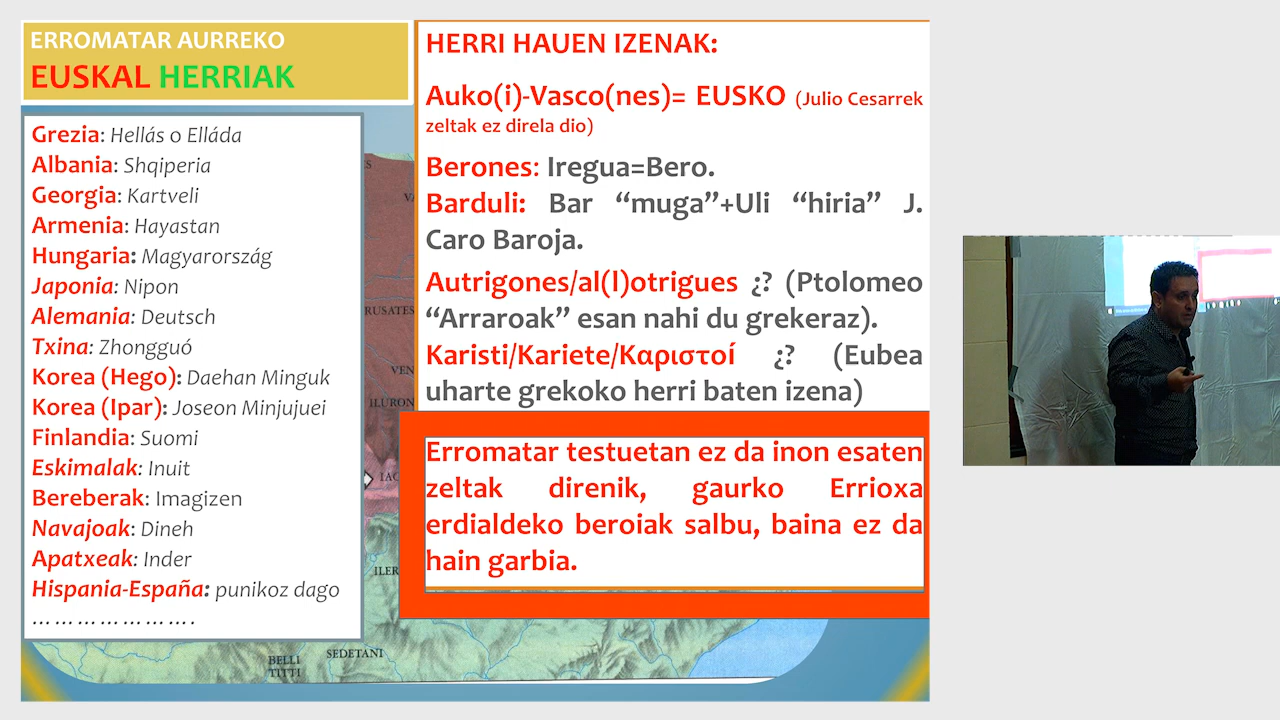 ERROMATAR AURREKO
EUSKAL HERRIAK
Grezia: Hellás o Elláda
Albania: Shqiperia
Georgia: Kartveli
Armenia: Hayastan
Hungaria: Magyarország
Japonia: Nipon
Alemania: Deutsch
Txina: Zhongguó
Korea (Hego): Daehan Minguk
Korea (Ipar): Joseon Minjujuei
Finlandia: Suomi
Eskimalak: Inuit
Bereberak: Imagizen
Navajoak: Dineh
Apatxeak: Inder
Hispania-España: punikoz dago
………………….
HERRI HAUEN IZENAK:
Auko(i)-Vasco(nes)= EUSKO (Julio Cesarrek
zeltak ez direla dio)
Berones: Iregua=Bero.
Barduli: Bar “muga”+Uli “hiria” J.
Caro Baroja.
Autrigones/al(l)otrigues ¿? (Ptolomeo
“Arraroak” esan nahi du grekeraz).
Karisti/Kariete/Καριστοί ¿? (Eubea
uharte grekoko herri baten izena)
Erromatar testuetan ez da inon esaten
zeltak direnik, gaurko Errioxa
erdialdeko beroiak salbu, baina ez da
hain garbia.
RUSATES
VEN
ILURON
IAC
ILER
BELLI
TITTI
SEDETANI